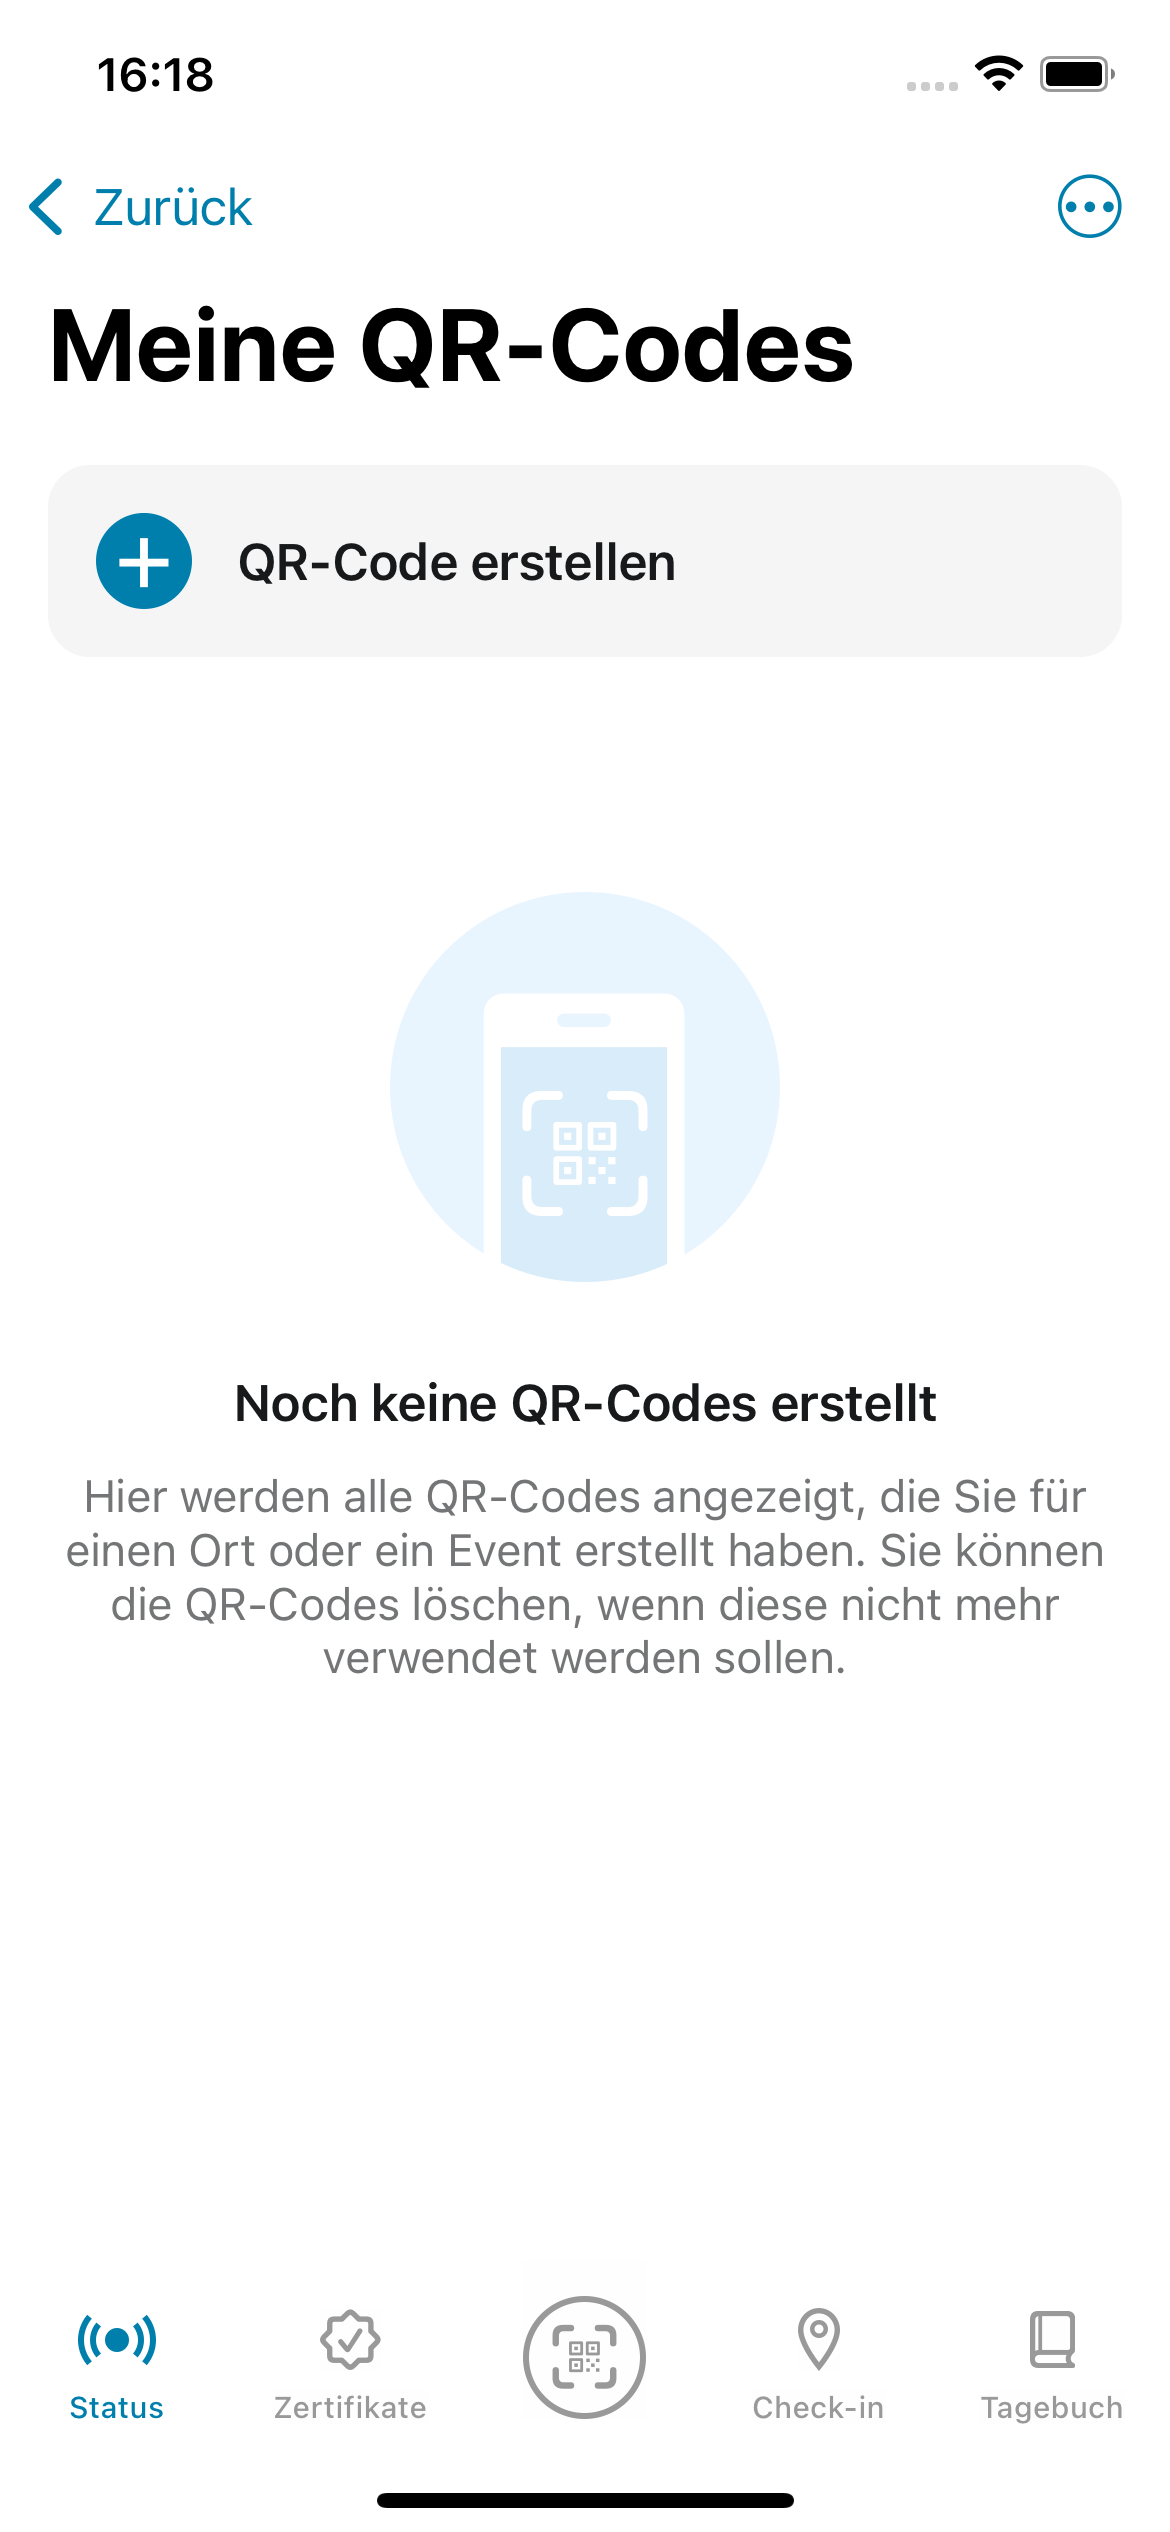 16:18
Zurück
Meine QR-Codes
QR-Code erstellen
Noch keine QR-Codes erstellt
Hier werden alle QR-Codes angezeigt, die Sie für
einen Ort oder ein Event erstellt haben. Sie können
die QR-Codes löschen, wenn diese nicht mehr
verwendet werden sollen.
Status
Zertifikate
Check-in
Tagebuch